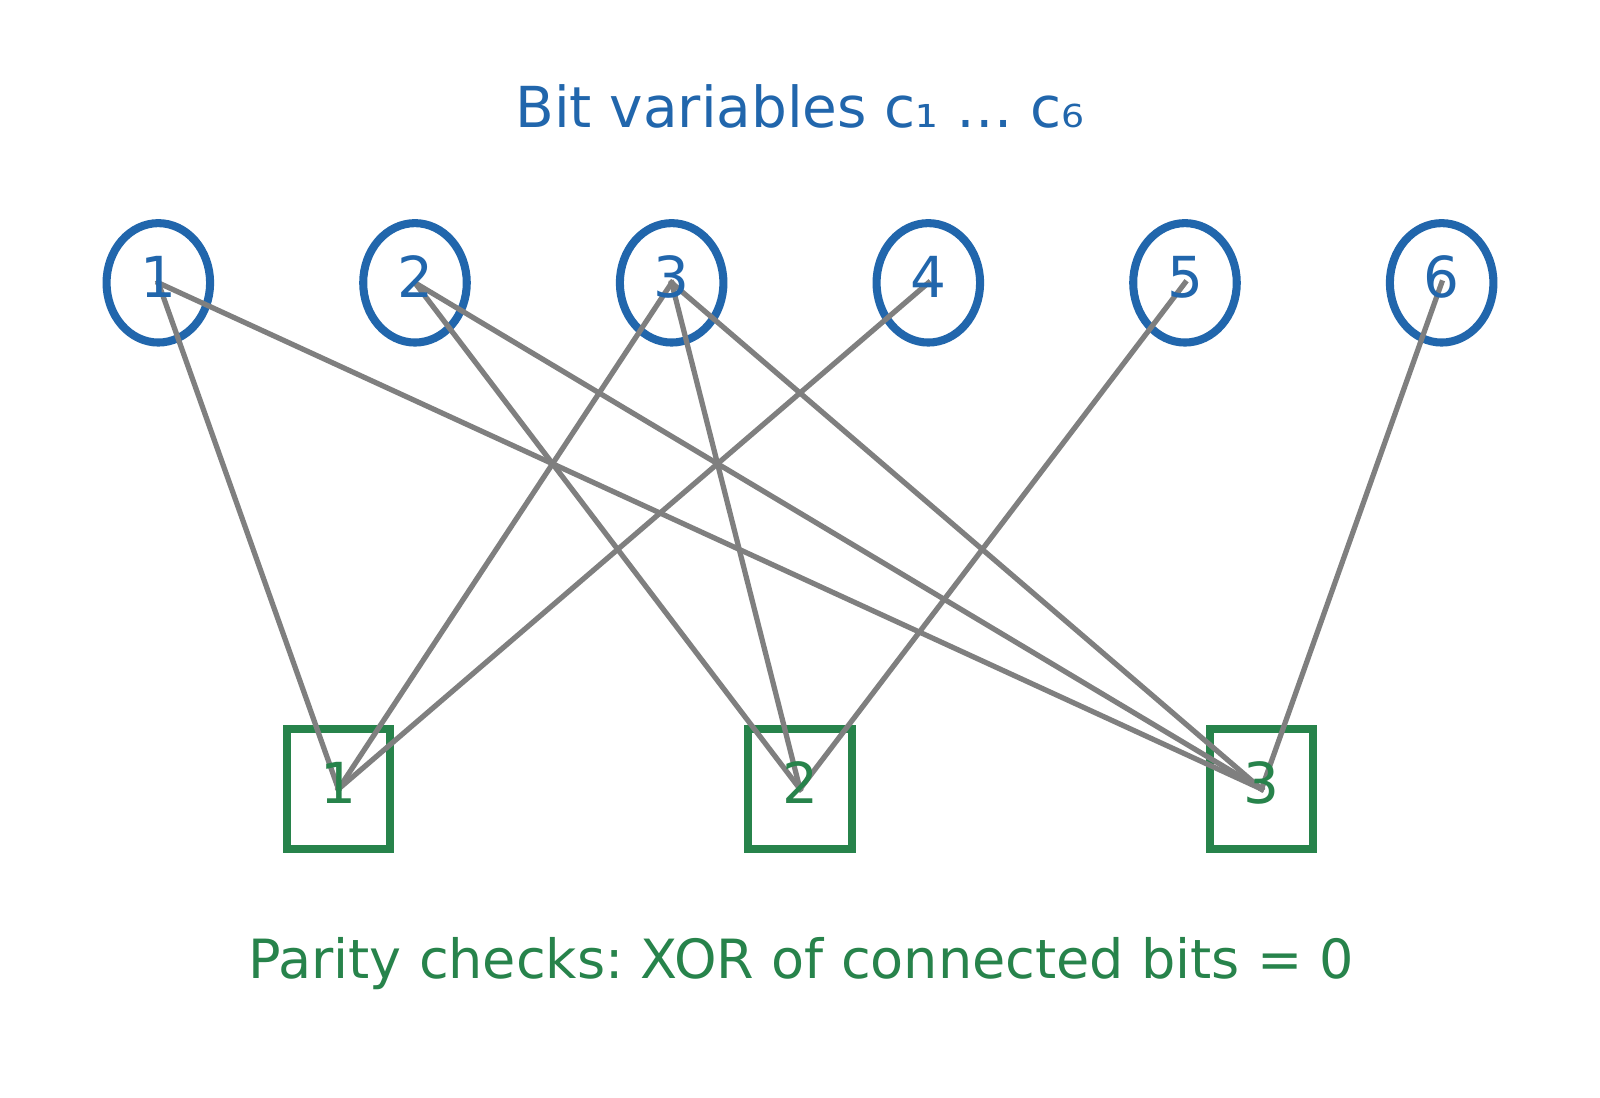 Bit variables c₁ … c₆
1 2 3 4 5 6
1 2 3
Parity checks: XOR of connected bits = 0